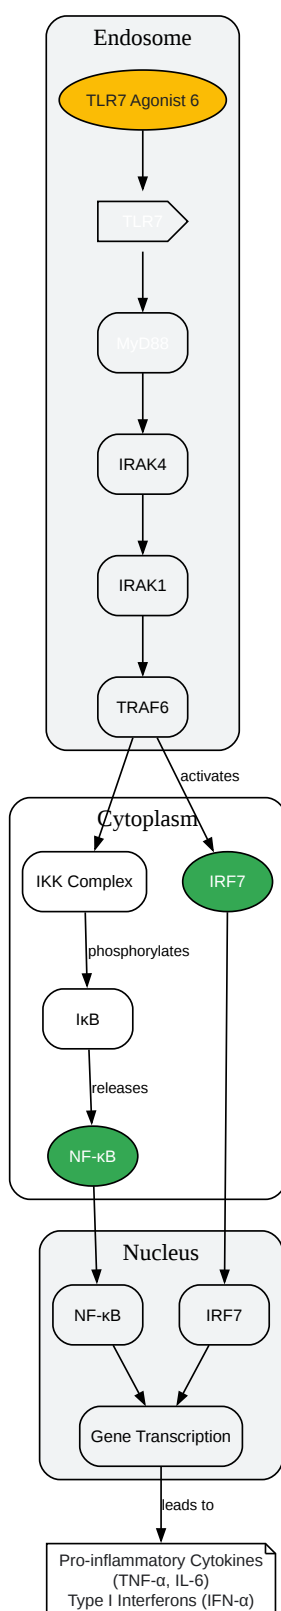 Endosome
TLR7 Agonist 6
TLR7
MyD88
IRAK4
IRAK1
TRAF6
activates
Cytoplasm
IKK Complex
IRF7
phosphorylates
IκB
releases
NF-κB
Nucleus
NF-κB
IRF7
Gene Transcription
leads to
Pro-inflammatory Cytokines
(TNF-α, IL-6)
Type I Interferons (IFN-α)